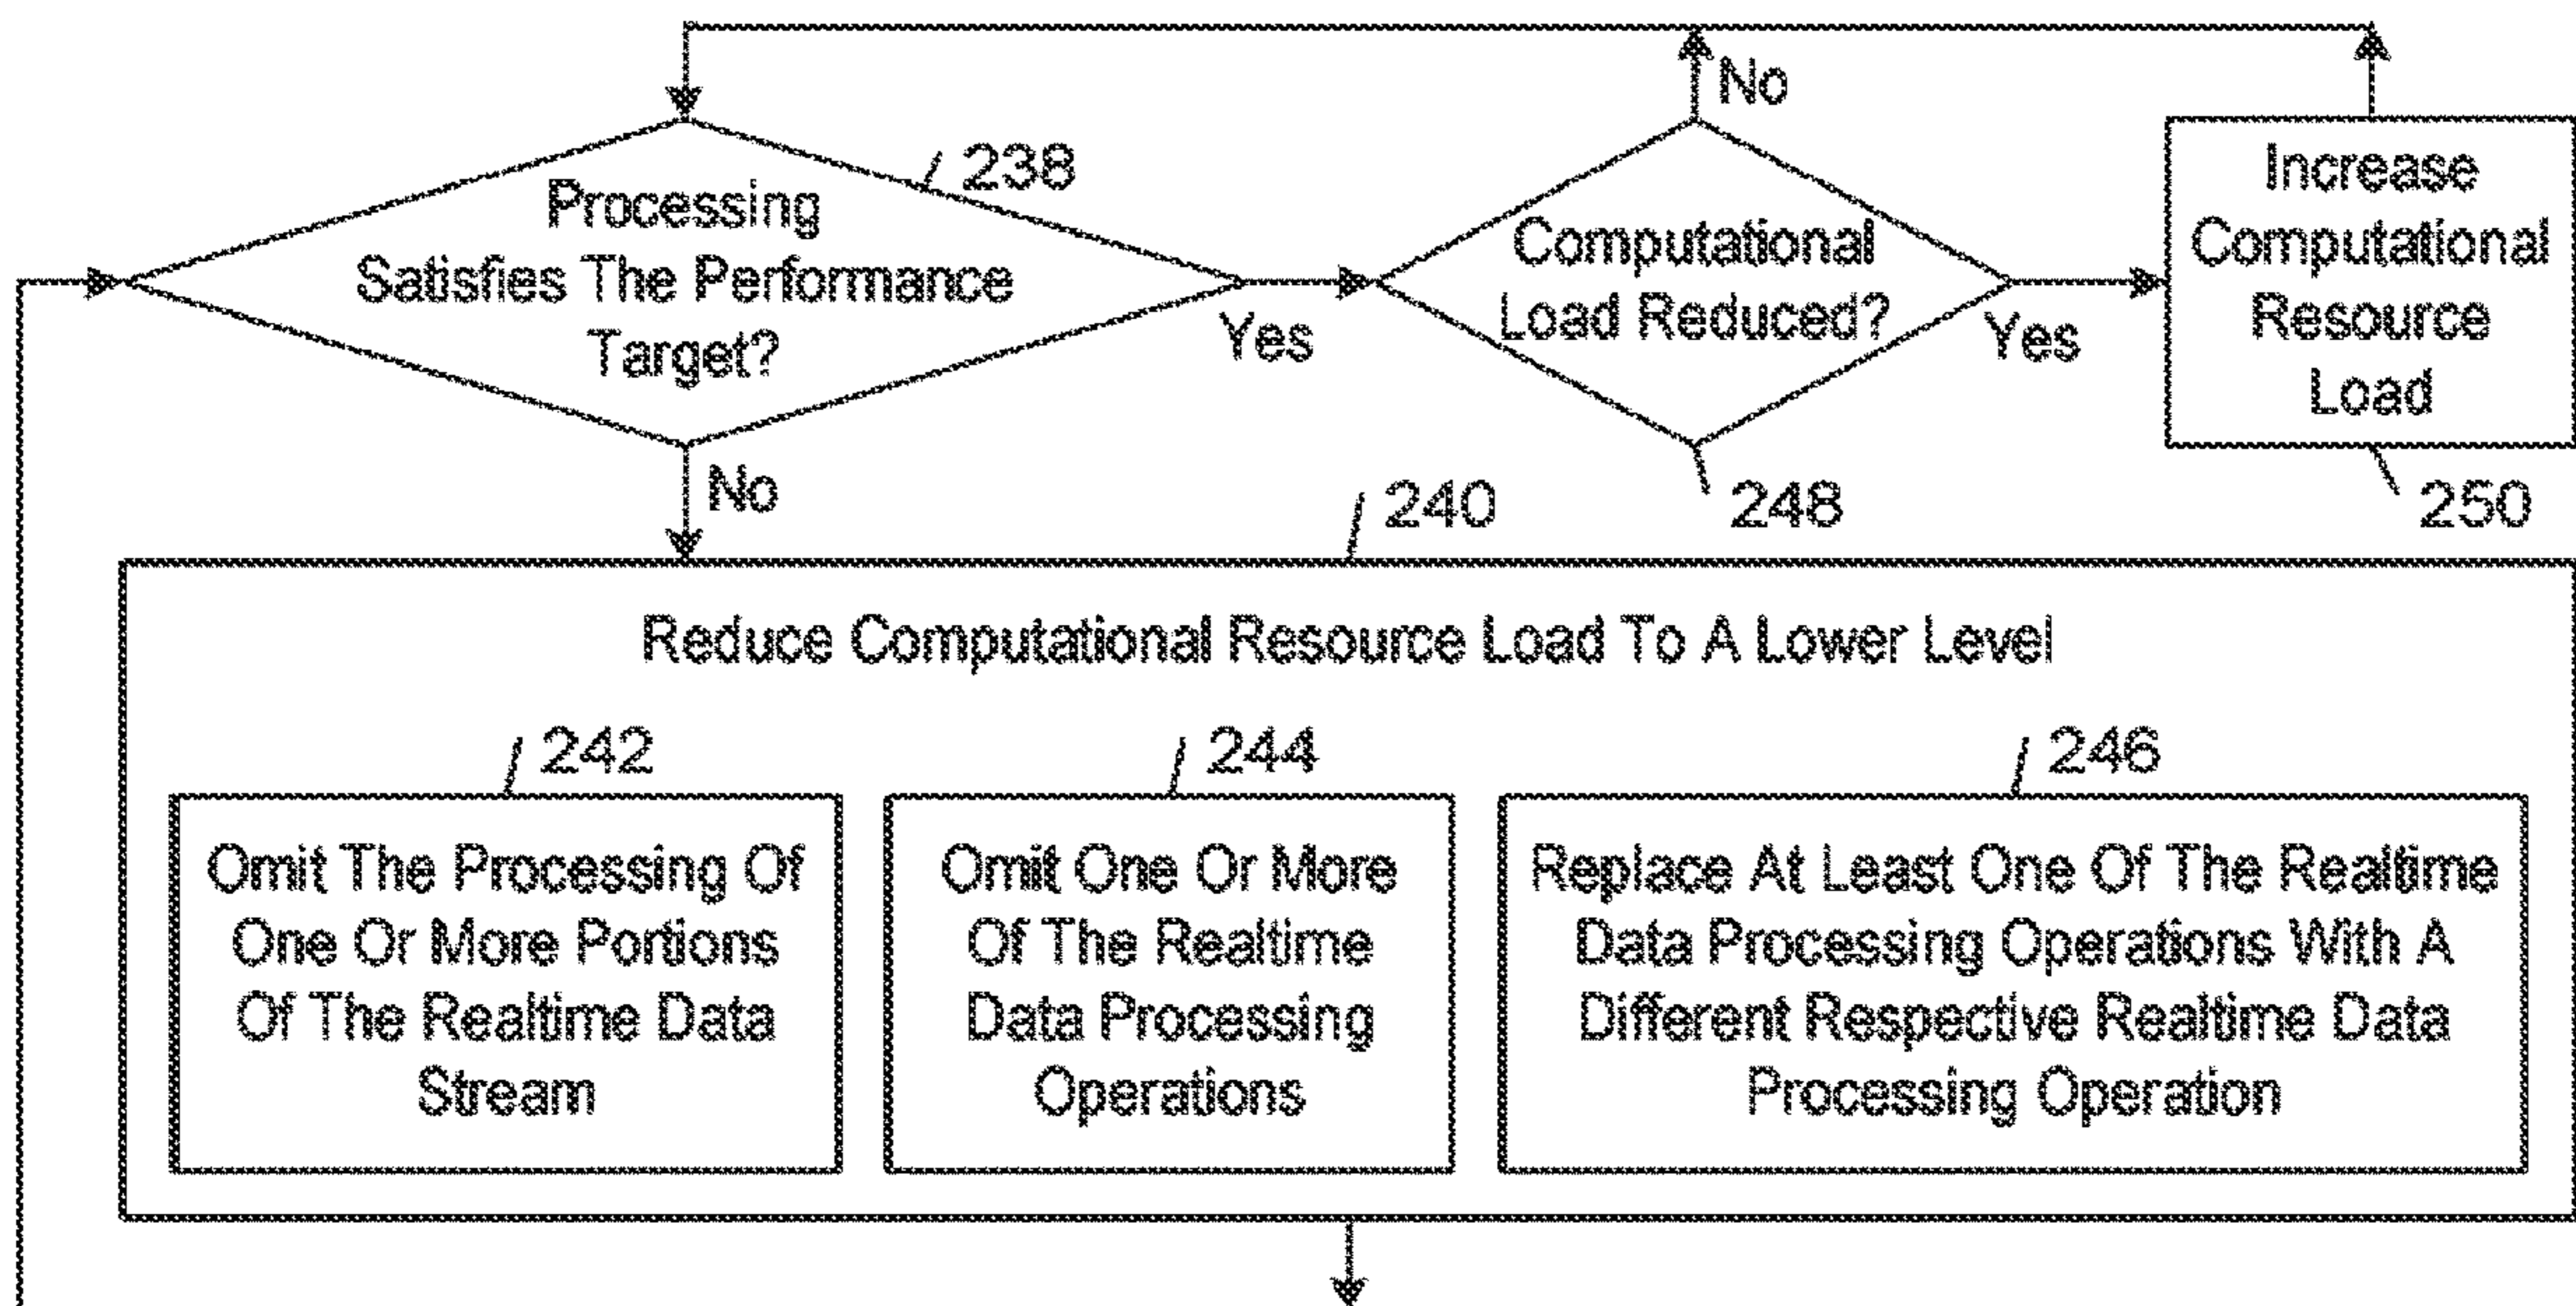 No
238
Processing
Satisfies The Performance
Target?
Yes
Computational
Load Reduced?
Yes
Increase
Computational
Resource
Load
No
240
248
250
Reduce Computational Resource Load To A Lower Level
242
244
246
Omit The Processing Of
One Or More Portions
Of The Realtime Data
Stream
Omit One Or More
Of The Realtime
Data Processing
Operations
Replace At Least One Of The Realtime
Data Processing Operations With A
Different Respective Realtime Data
Processing Operation